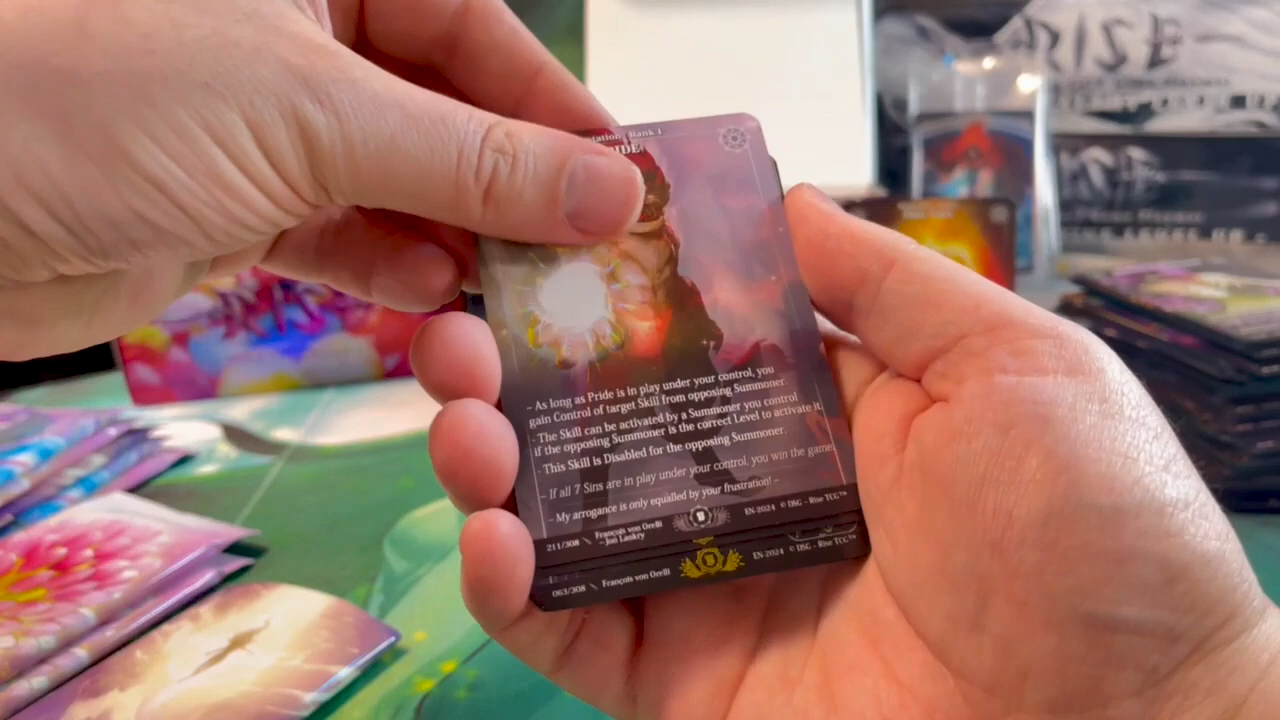 RISE
tation - Rank 1
IDE
– As long as Pride is in play under your control, you
gain Control of target Skill from opposing Summoner.
- The Skill can be activated by a Summoner you control
if the opposing Summoner is the correct Level to activate it.
- This Skill is Disabled for the opposing Summoner.
– If all 7 Sins are in play under your control, you win the game.
– My arrogance is only equalled by your frustration! –
211/308
François von Orelli
– Jon Lankry
EN-2024 © DSG - Rise TCG™
063/308
François von Orelli
EN-2024 © DSG - Rise TCG™